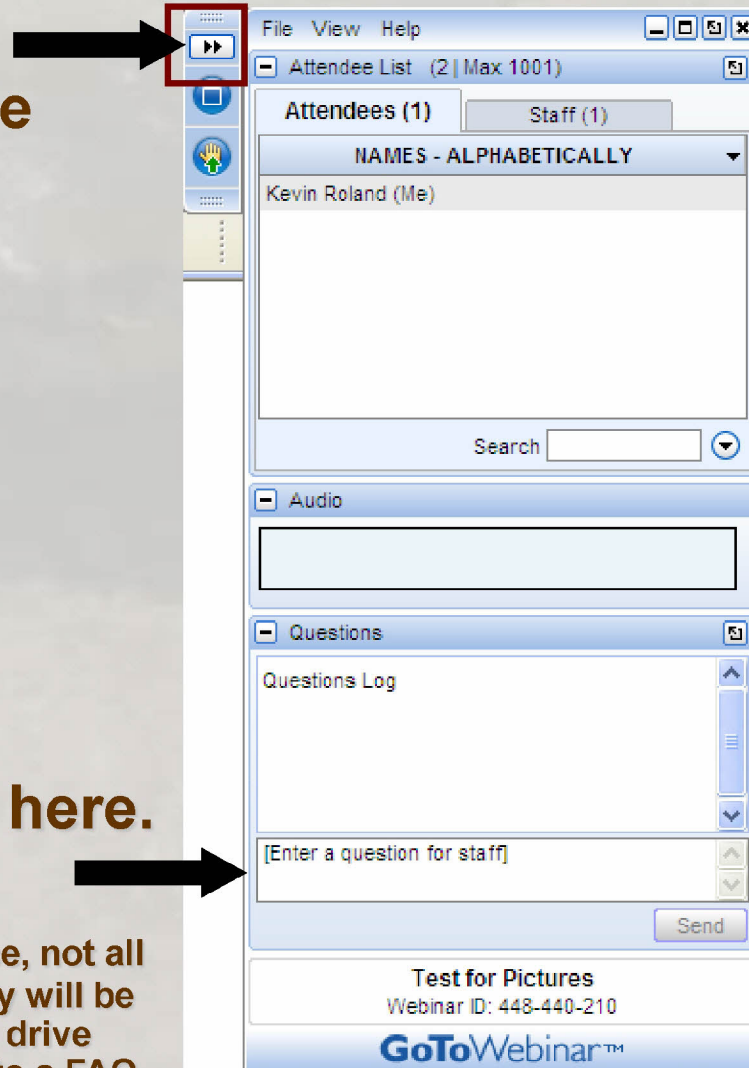 File View Help
Attendee List (2 | Max 1001)
e
Attendees (1) Staff (1)
NAMES - ALPHABETICALLY
Kevin Roland (Me)
Search
Audio
Questions
Questions Log
here.
[Enter a question for staff]
Send
e, not all
y will be
drive
a FAQ
Test for Pictures
Webinar ID: 448-440-210
GoToWebinar™